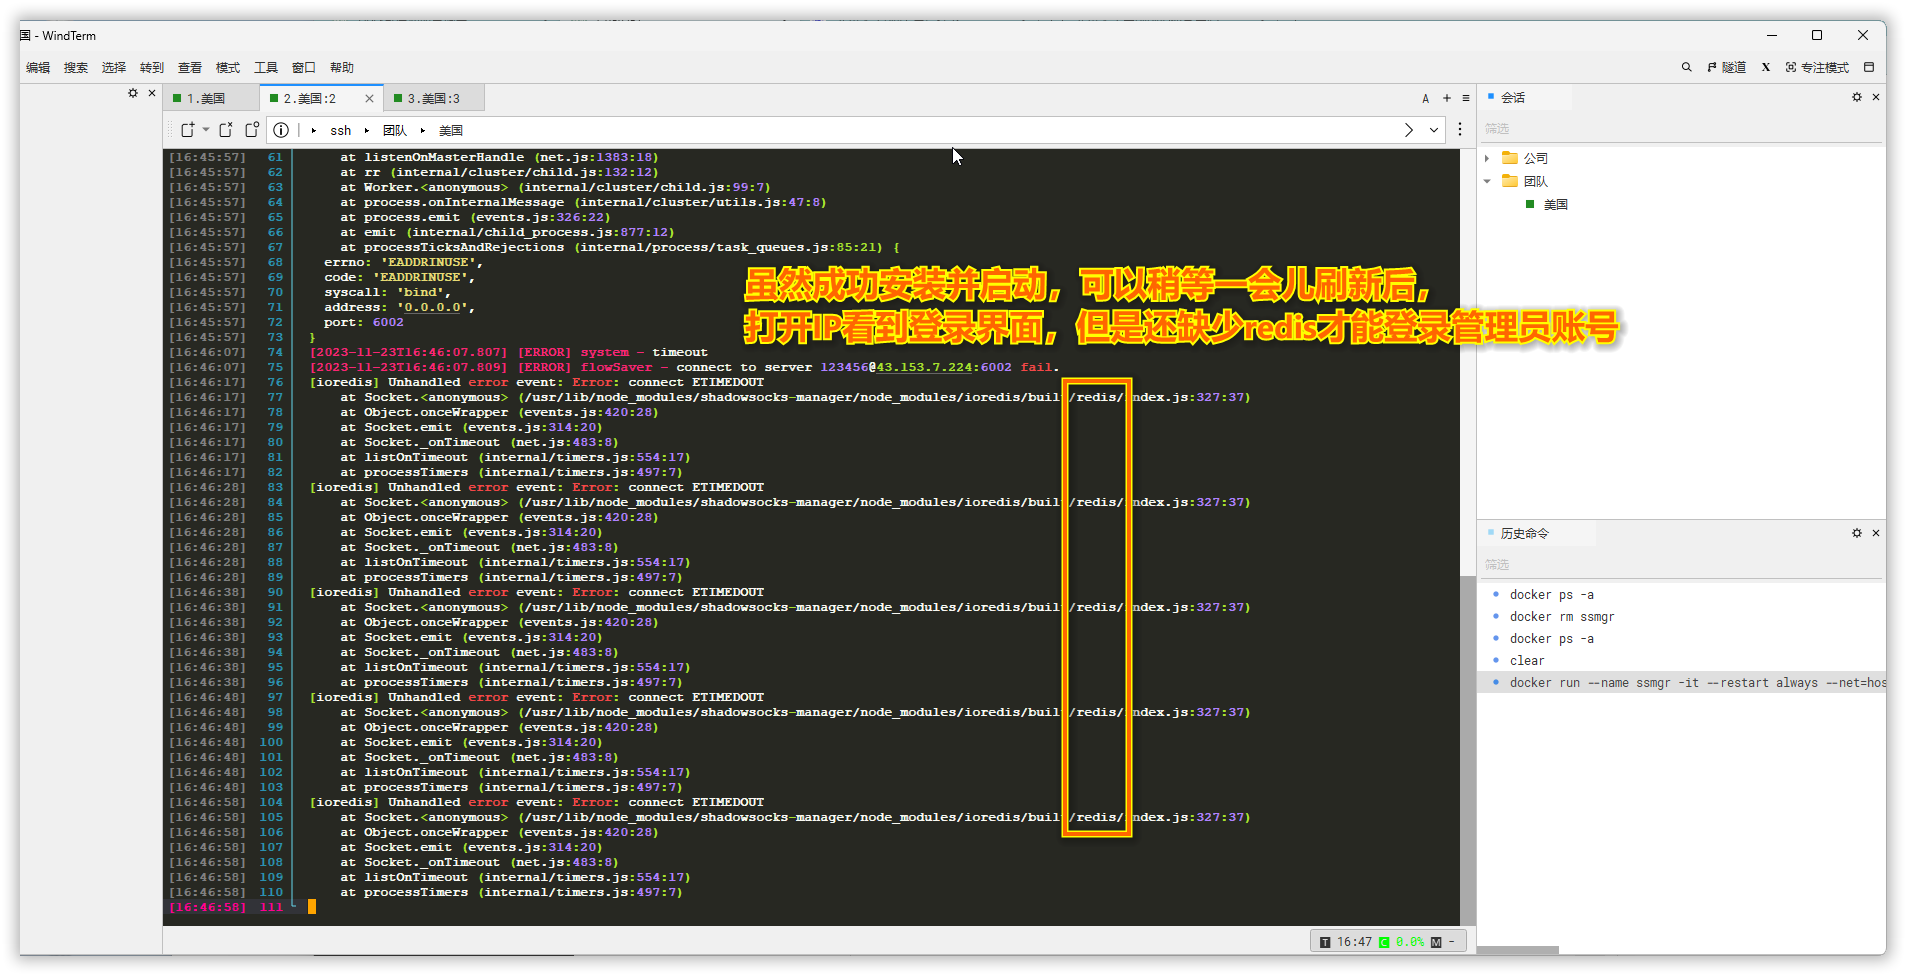 国 - WindTerm
编辑 搜索 选择 转到 查看 模式 工具 窗口 帮助
隧道 X 专注模式
1.美国 2.美国:2 3.美国:3
A
ssh 团队 美国
[16:45:57] 61 at listenOnMasterHandle (net.js:1383:18)
[16:45:57] 62 at rr (internal/cluster/child.js:132:12)
[16:45:57] 63 at Worker.<anonymous> (internal/cluster/child.js:99:7)
[16:45:57] 64 at process.onInternalMessage (internal/cluster/utils.js:47:8)
[16:45:57] 65 at process.emit (events.js:326:22)
[16:45:57] 66 at emit (internal/child_process.js:877:12)
[16:45:57] 67 at processTicksAndRejections (internal/process/task_queues.js:85:21) {
[16:45:57] 68 errno: 'EADDRINUSE',
[16:45:57] 69 code: 'EADDRINUSE',
[16:45:57] 70 syscall: 'bind',
[16:45:57] 71 address: '0.0.0.0',
[16:45:57] 72 port: 6002
[16:45:57] 73 }
虽然成功安装并启动，可以稍等一会儿刷新后，
打开IP看到登录界面，但是还缺少redis才能登录管理员账号
[16:46:07] 74 [2023-11-23T16:46:07.807] [ERROR] system - timeout
[16:46:07] 75 [2023-11-23T16:46:07.809] [ERROR] flowSaver - connect to server 123456@43.153.7.224:6002 fail.
[16:46:17] 76 [ioredis] Unhandled error event: Error: connect ETIMEDOUT
[16:46:17] 77 at Socket.<anonymous> (/usr/lib/node_modules/shadowsocks-manager/node_modules/ioredis/built/redis/index.js:327:37)
[16:46:17] 78 at Object.onceWrapper (events.js:420:28)
[16:46:17] 79 at Socket.emit (events.js:314:20)
[16:46:17] 80 at Socket._onTimeout (net.js:483:8)
[16:46:17] 81 at listOnTimeout (internal/timers.js:554:17)
[16:46:17] 82 at processTimers (internal/timers.js:497:7)
[16:46:28] 83 [ioredis] Unhandled error event: Error: connect ETIMEDOUT
[16:46:28] 84 at Socket.<anonymous> (/usr/lib/node_modules/shadowsocks-manager/node_modules/ioredis/built/redis/index.js:327:37)
[16:46:28] 85 at Object.onceWrapper (events.js:420:28)
[16:46:28] 86 at Socket.emit (events.js:314:20)
[16:46:28] 87 at Socket._onTimeout (net.js:483:8)
[16:46:28] 88 at listOnTimeout (internal/timers.js:554:17)
[16:46:28] 89 at processTimers (internal/timers.js:497:7)
[16:46:38] 90 [ioredis] Unhandled error event: Error: connect ETIMEDOUT
[16:46:38] 91 at Socket.<anonymous> (/usr/lib/node_modules/shadowsocks-manager/node_modules/ioredis/built/redis/index.js:327:37)
[16:46:38] 92 at Object.onceWrapper (events.js:420:28)
[16:46:38] 93 at Socket.emit (events.js:314:20)
[16:46:38] 94 at Socket._onTimeout (net.js:483:8)
[16:46:38] 95 at listOnTimeout (internal/timers.js:554:17)
[16:46:38] 96 at processTimers (internal/timers.js:497:7)
[16:46:48] 97 [ioredis] Unhandled error event: Error: connect ETIMEDOUT
[16:46:48] 98 at Socket.<anonymous> (/usr/lib/node_modules/shadowsocks-manager/node_modules/ioredis/built/redis/index.js:327:37)
[16:46:48] 99 at Object.onceWrapper (events.js:420:28)
[16:46:48] 100 at Socket.emit (events.js:314:20)
[16:46:48] 101 at Socket._onTimeout (net.js:483:8)
[16:46:48] 102 at listOnTimeout (internal/timers.js:554:17)
[16:46:48] 103 at processTimers (internal/timers.js:497:7)
[16:46:58] 104 [ioredis] Unhandled error event: Error: connect ETIMEDOUT
[16:46:58] 105 at Socket.<anonymous> (/usr/lib/node_modules/shadowsocks-manager/node_modules/ioredis/built/redis/index.js:327:37)
[16:46:58] 106 at Object.onceWrapper (events.js:420:28)
[16:46:58] 107 at Socket.emit (events.js:314:20)
[16:46:58] 108 at Socket._onTimeout (net.js:483:8)
[16:46:58] 109 at listOnTimeout (internal/timers.js:554:17)
[16:46:58] 110 at processTimers (internal/timers.js:497:7)
[16:46:58] 111
T 16:47 C 0.0% M -
会话
筛选
公司
团队
美国
历史命令
筛选
docker ps -a
docker rm ssmgr
docker ps -a
clear
docker run --name ssmgr -it --restart always --net=hos